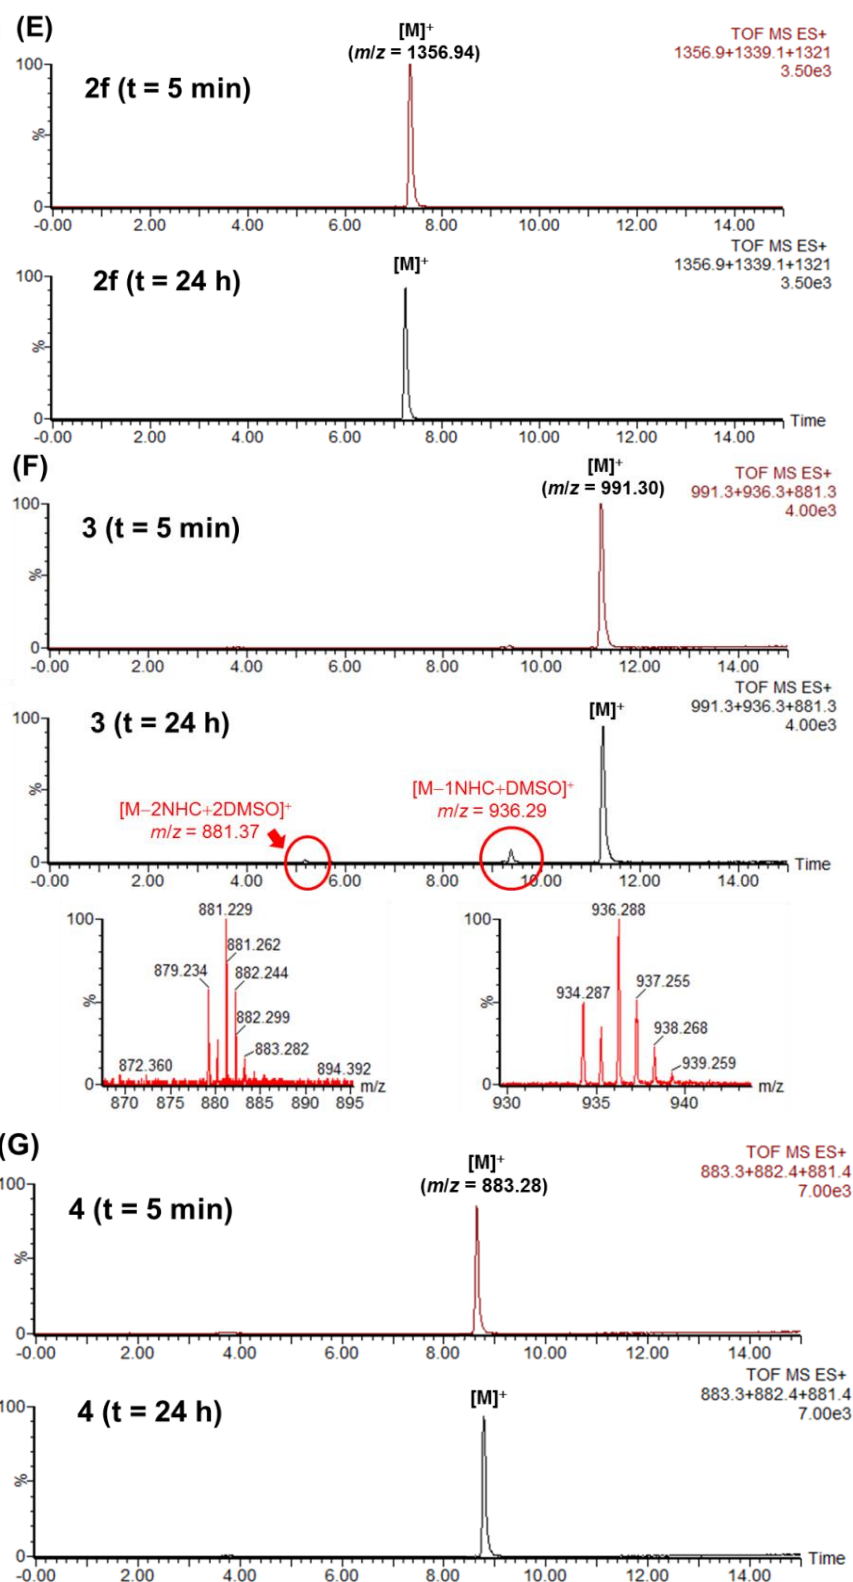 (E)
[M]+
(m/z = 1356.94)
TOF MS ES+
1356.9+1339.1+1321
3.50e3
2f (t = 5 min)
100
%
0
-0.00 2.00 4.00 6.00 8.00 10.00 12.00 14.00
TOF MS ES+
1356.9+1339.1+1321
3.50e3
[M]+
2f (t = 24 h)
100
%
0
Time
-0.00 2.00 4.00 6.00 8.00 10.00 12.00 14.00
(F)
[M]+
(m/z = 991.30)
TOF MS ES+
991.3+936.3+881.3
4.00e3
3 (t = 5 min)
100
%
0
-0.00 2.00 4.00 6.00 8.00 10.00 12.00 14.00
TOF MS ES+
991.3+936.3+881.3
4.00e3
[M]+
3 (t = 24 h)
100
%
0
[M−2NHC+2DMSO]+
m/z = 881.37
[M−1NHC+DMSO]+
m/z = 936.29
Time
-0.00 2.00 4.00 6.00 8.00 10.00 12.00 14.00
100
%
0
881.229
881.262
879.234
882.244
882.299
883.282
872.360
894.392
m/z
870 875 880 885 890 895
100
%
0
936.288
934.287
937.255
938.268
939.259
m/z
930 935 940
(G)
[M]+
(m/z = 883.28)
TOF MS ES+
883.3+882.4+881.4
7.00e3
4 (t = 5 min)
100
%
0
-0.00 2.00 4.00 6.00 8.00 10.00 12.00 14.00
TOF MS ES+
883.3+882.4+881.4
7.00e3
[M]+
4 (t = 24 h)
100
%
0
Time
-0.00 2.00 4.00 6.00 8.00 10.00 12.00 14.00